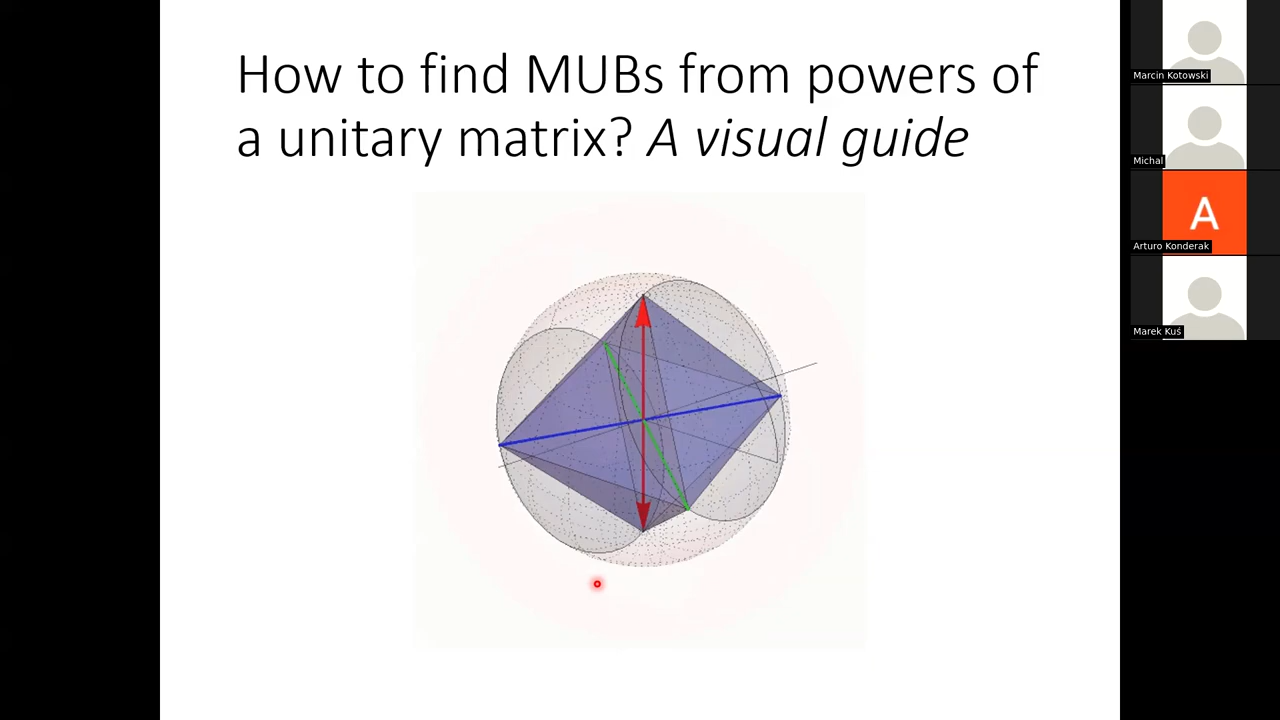 How to find MUBs from powers of
a unitary matrix? A visual guide
Marcin Kotowski
Michal
A
Arturo Konderak
Marek Kuś